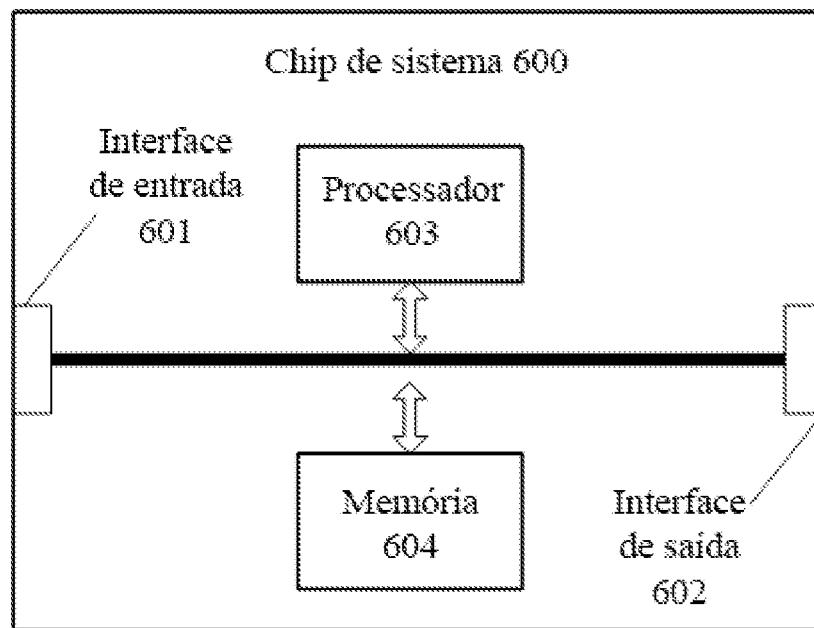 Chip de sistema 600
Interface
de entrada
601
Processador
603
Memória
604
Interface
de saída
602